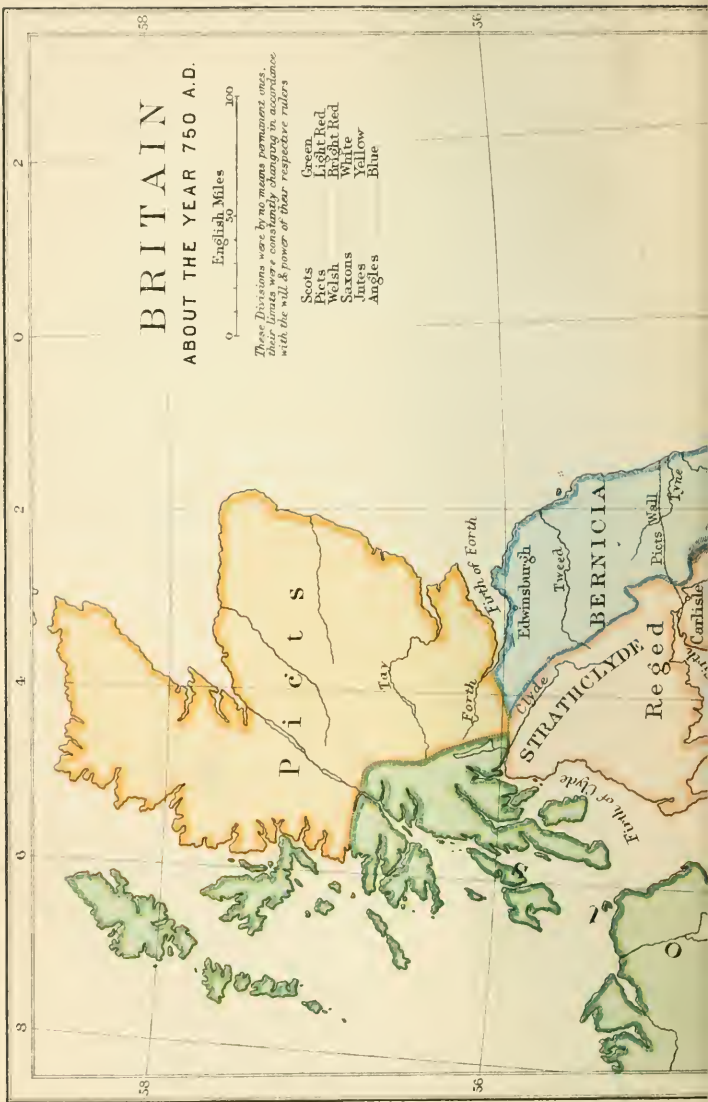 BRITAIN
ABOUT THE YEAR 750 A.D.
English Miles
0 50 100
These Divisions were by no means permanent ones.
their limits were constantly changing in accordance
with the will & power of their respective rulers
Scots Green
Picts Light Red
Welsh Bright Red
Saxons White
Jutes Yellow
Angles Blue
8
6
4
2
0
2
58
58
56
56
Picts
Tay
Forth
Firth of Forth
Edwinsburgh
Tweed
BERNICIA
Picts Wall
Tyne
Clyde
STRATHCLYDE
Reged
Carlisle
Firth
Firth of Clyde
S
l
O